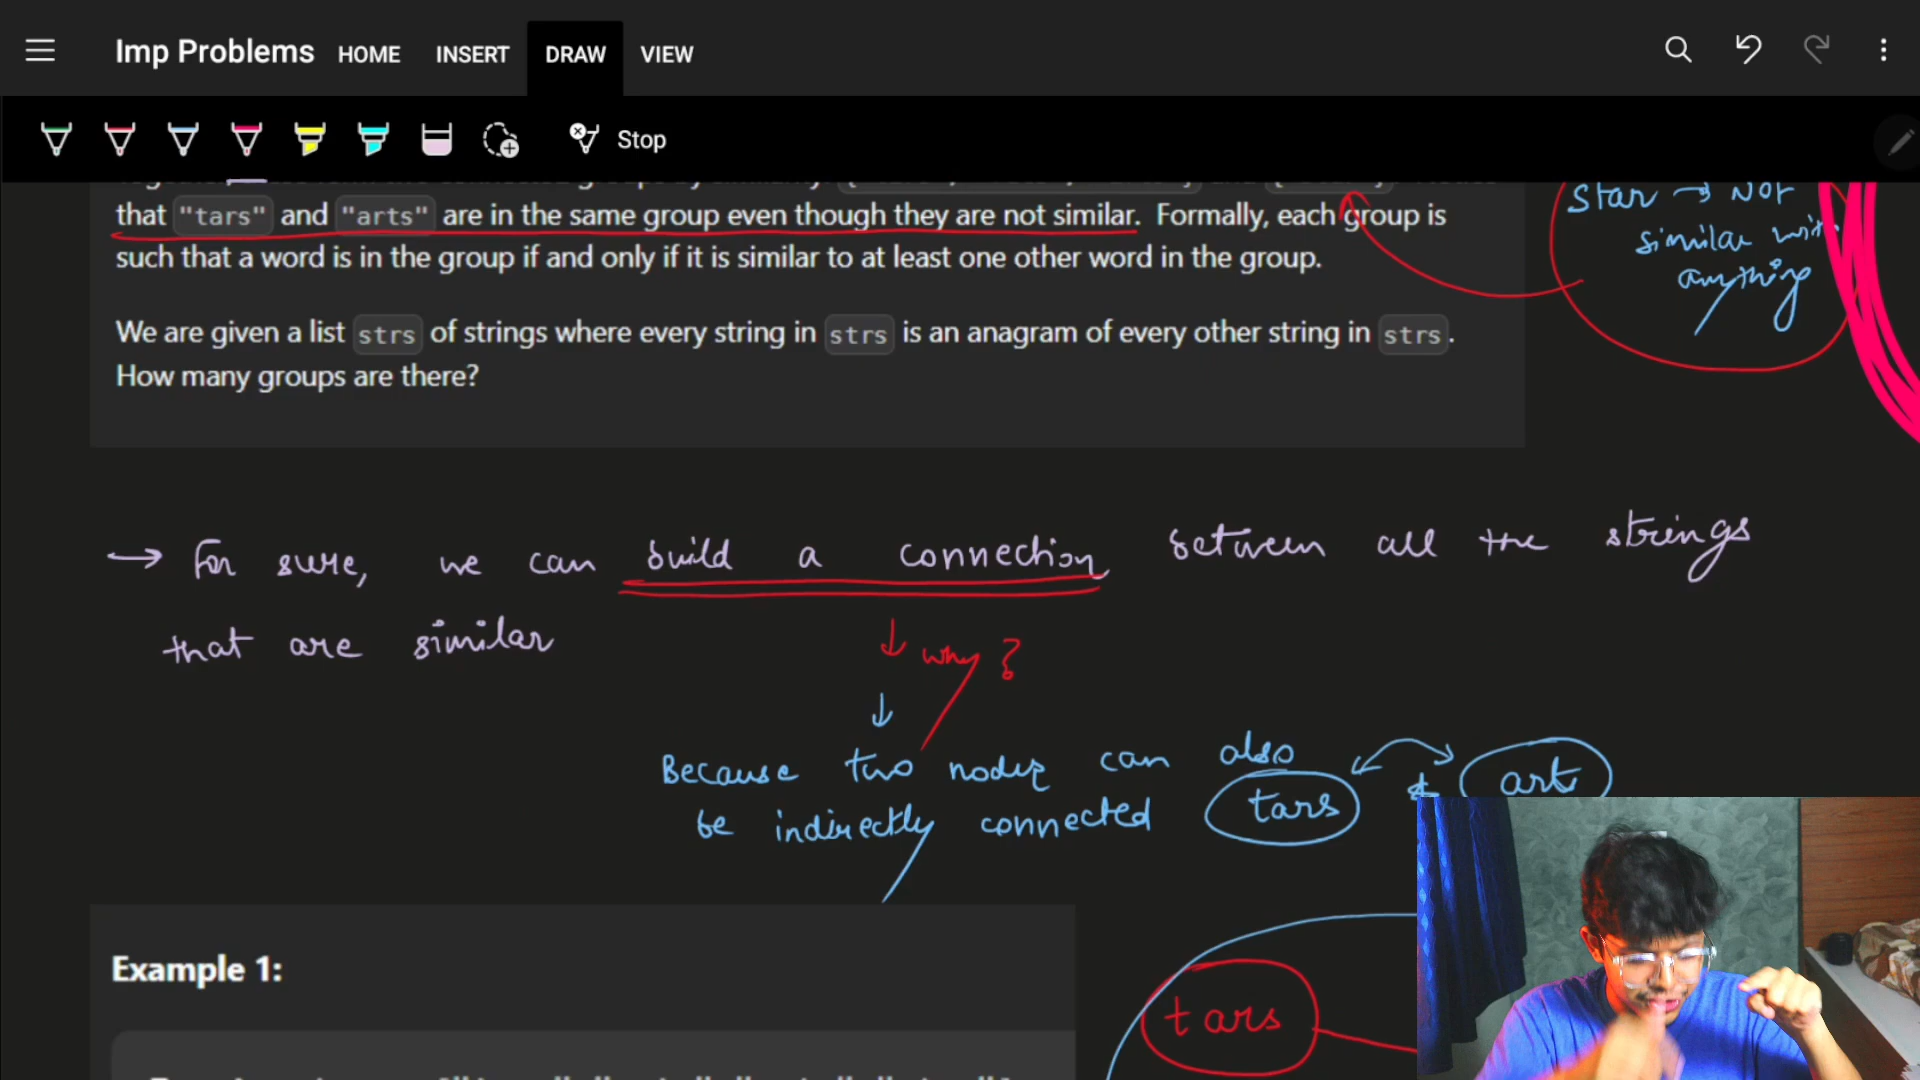 Imp Problems HOME INSERT DRAW VIEW
Stop
that "tars" and "arts" are in the same group even though they are not similar. Formally, each group is
such that a word is in the group if and only if it is similar to at least one other word in the group.
We are given a list strs of strings where every string in strs is an anagram of every other string in strs.
How many groups are there?
Star → Not
similar with
anything
→ For sure, we can build a connection between all the strings
that are similar
↓ why?
↓
Because two nodes can also
be indirectly connected tars & art
Example 1:
tars